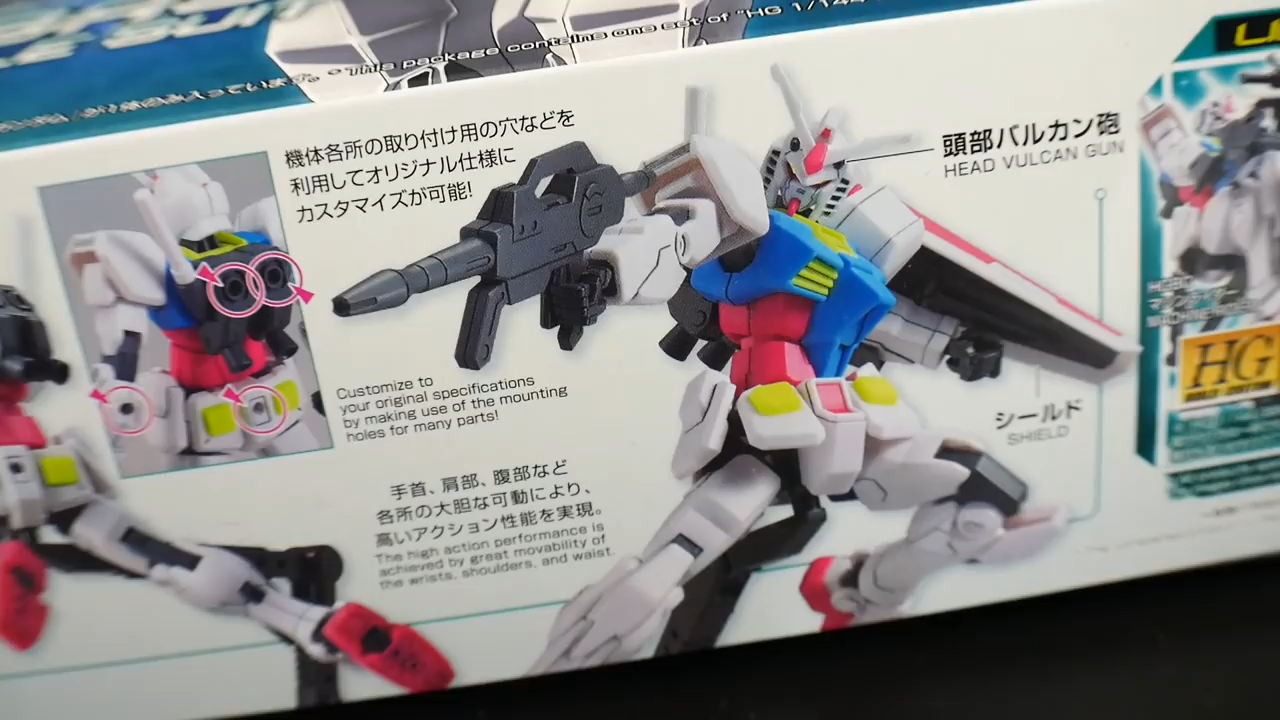 This package contains one set of "HG 1/144
機体各所の取り付け用の穴などを
利用してオリジナル仕様に
カスタマイズが可能!
Customize to
your original specifications
by making use of the mounting
holes for many parts!
頭部バルカン砲
HEAD VULCAN GUN
シールド
SHIELD
手首、肩部、腹部など
各所の大胆な可動により、
高いアクション性能を実現。
The high action performance is
achieved by great movability of
the wrists, shoulders, and waist.
HG